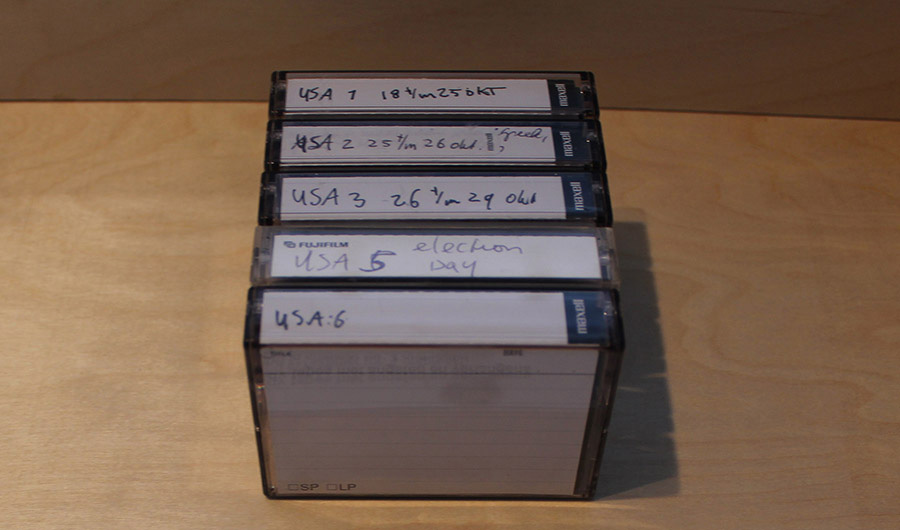 USA 1 18 t/m 25 OKT maxell
USA 2 25 t/m 26 okt. maxell
USA 3 - 26 t/m 29 okt maxell
FUJIFILM
USA 5 election
Day
USA:6 maxell
DATE
SP LP